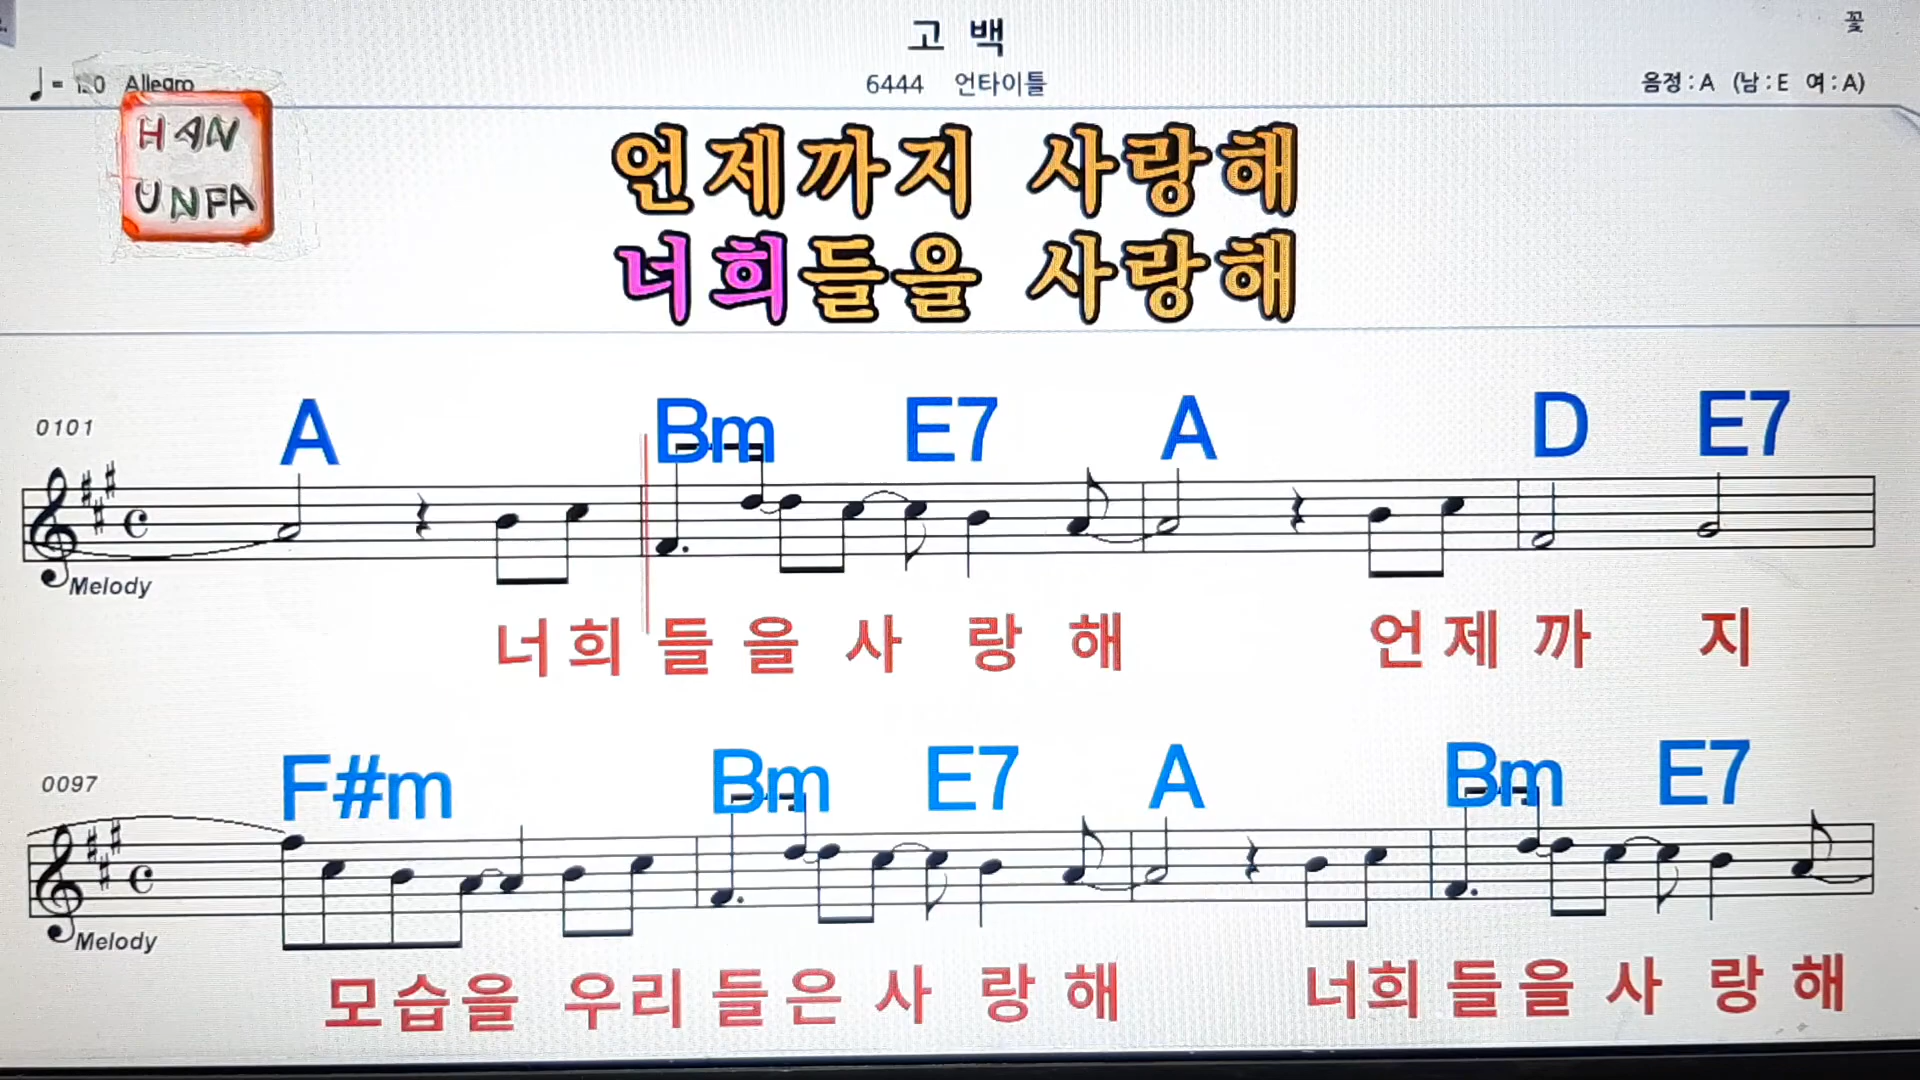 고 백
꽃
Allegro
6444 언타이틀
음정:A (남:E 여:A)
HAN
UNFA
언제까지 사랑해
너희들을 사랑해
0101
A Bm E7 A D E7
Melody
너희 들을 사 랑 해 언제 까 지
0097
F#m Bm E7 A Bm E7
Melody
모습을 우리 들은 사 랑 해 너희 들을 사 랑 해